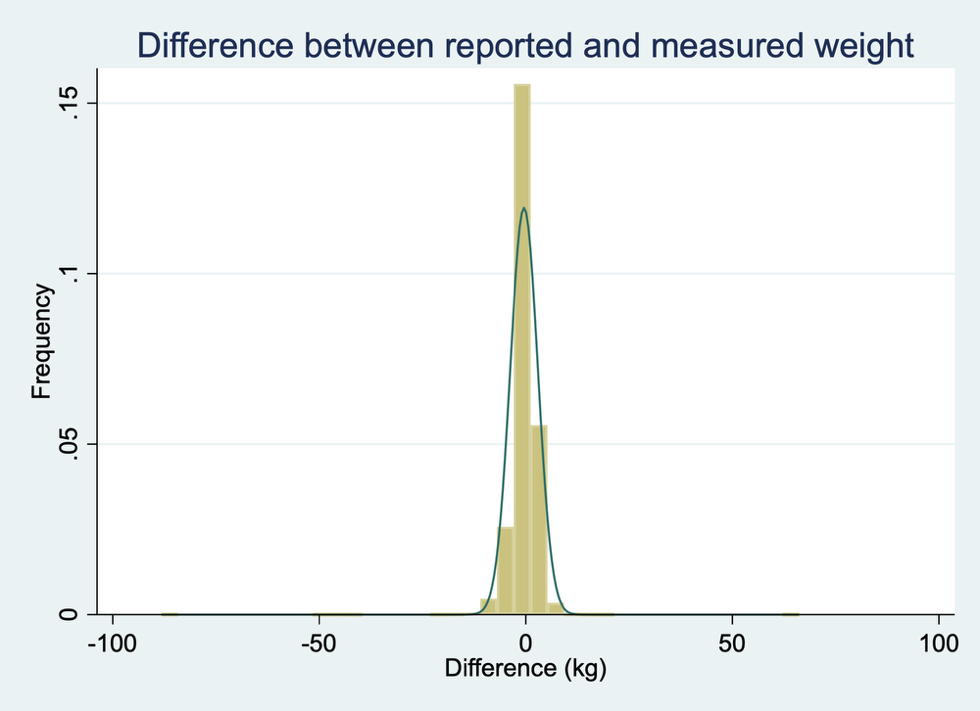 Difference between reported and measured weight
.15
.1
.05
0
Frequency
-100 -50 0 50 100
Difference (kg)